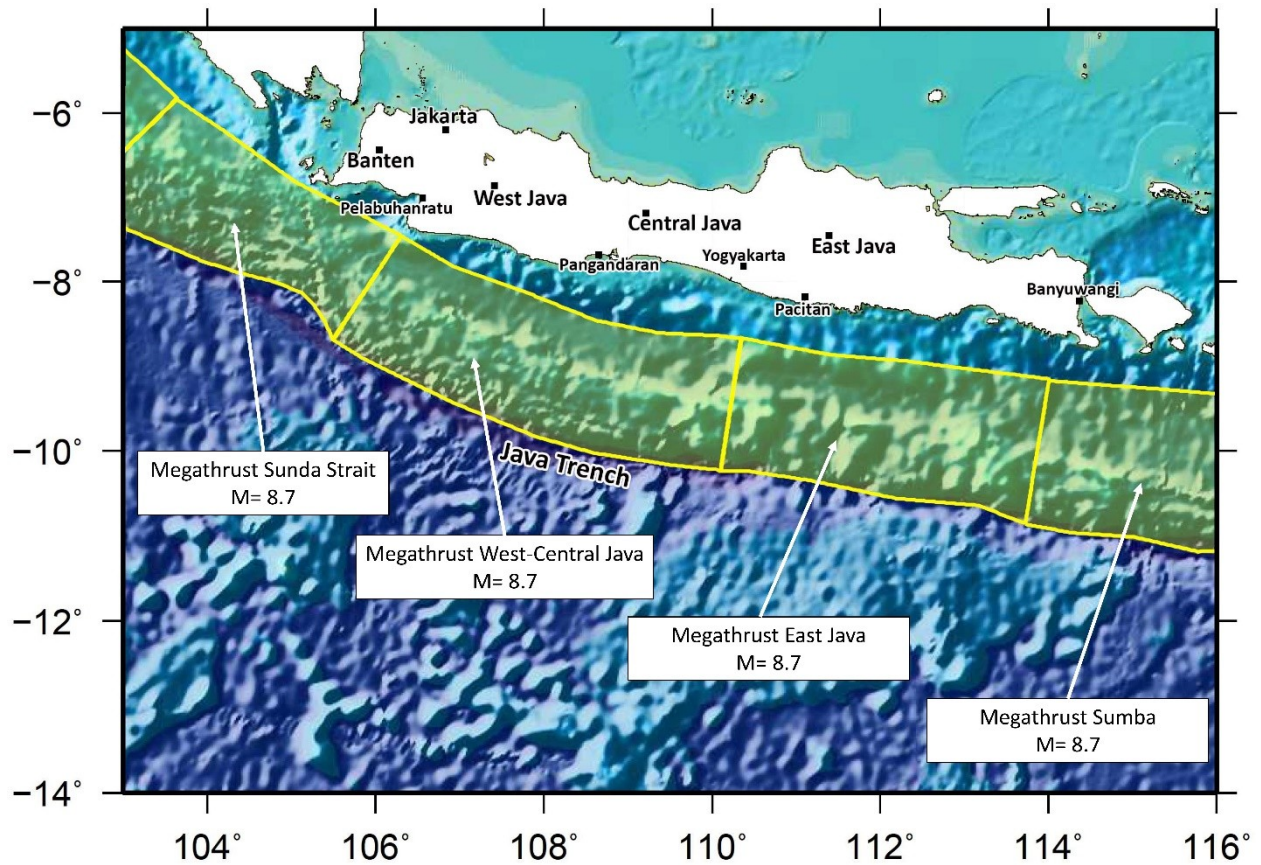 −6°
−8°
−10°
−12°
−14°
Jakarta
Banten
West Java
Pelabuhanratu
Central Java
Pangandaran
Yogyakarta
East Java
Pacitan
Banyuwangi
Java Trench
Megathrust Sunda Strait
M= 8.7
Megathrust West-Central Java
M= 8.7
Megathrust East Java
M= 8.7
Megathrust Sumba
M= 8.7
104°
106°
108°
110°
112°
114°
116°